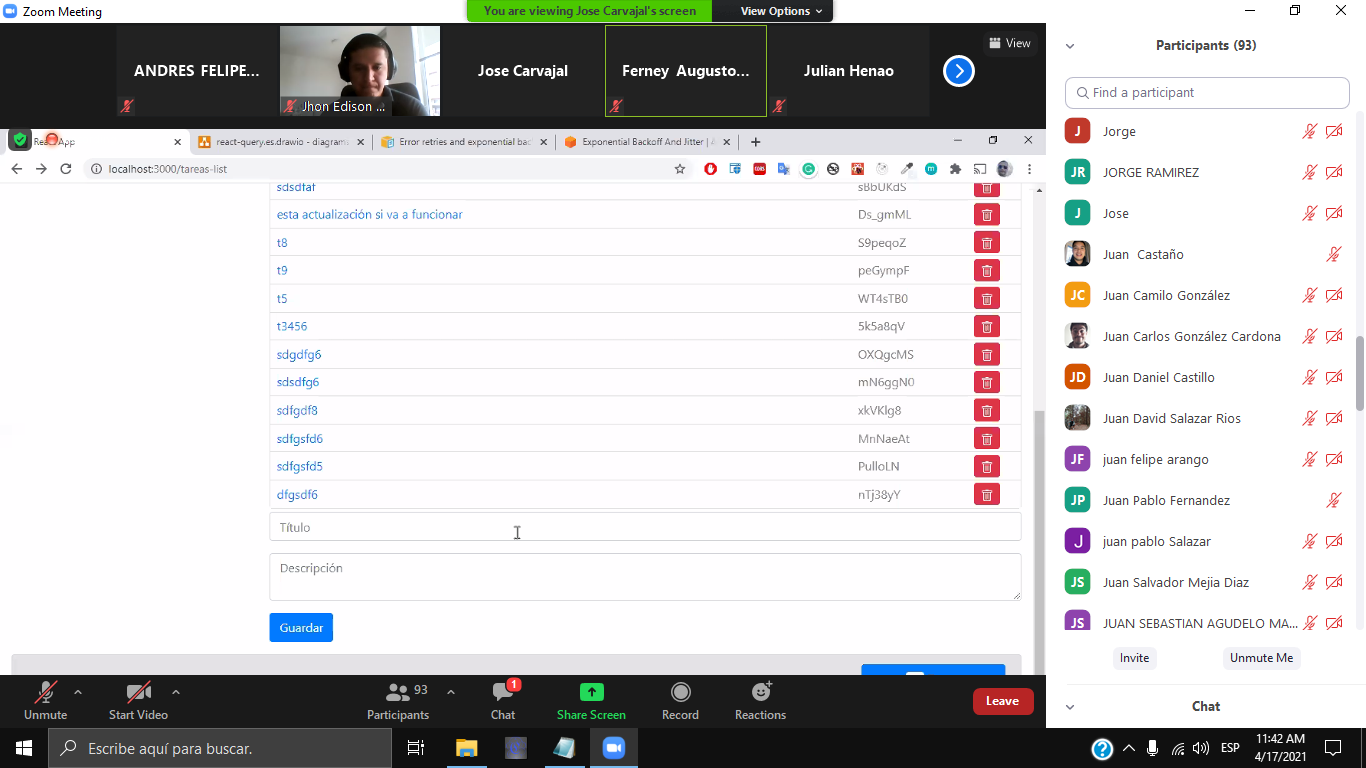 Zoom Meeting
You are viewing Jose Carvajal's screen
View Options
ANDRES FELIPE...
Jhon Edison ...
Jose Carvajal
Ferney Augusto...
Julian Henao
View
react-query.es.drawio - diagram
Error retries and exponential bac
Exponential Backoff And Jitter |
localhost:3000/tareas-list
sdsdfaf sBbUKdS
esta actualización si va a funcionar Ds_gmML
t8 S9peqoZ
t9 peGympF
t5 WT4sTB0
t3456 5k5a8qV
sdgdfg6 OXQgcMS
sdsdfg6 mN6ggN0
sdfgdf8 xkVKlg8
sdfgsfd6 MnNaeAt
sdfgsfd5 PulloLN
dfgsdf6 nTj38yY
Título
Descripción
Guardar
Participants (93)
Find a participant
J Jorge
JR JORGE RAMIREZ
J Jose
Juan Castaño
JC Juan Camilo González
Juan Carlos González Cardona
JD Juan Daniel Castillo
Juan David Salazar Rios
JF juan felipe arango
JP Juan Pablo Fernandez
J juan pablo Salazar
JS Juan Salvador Mejia Diaz
JS JUAN SEBASTIAN AGUDELO MA...
Invite
Unmute Me
Chat
Unmute
Start Video
93
Participants
1
Chat
Share Screen
Record
Reactions
Leave
Escribe aquí para buscar.
ESP
11:42 AM
4/17/2021